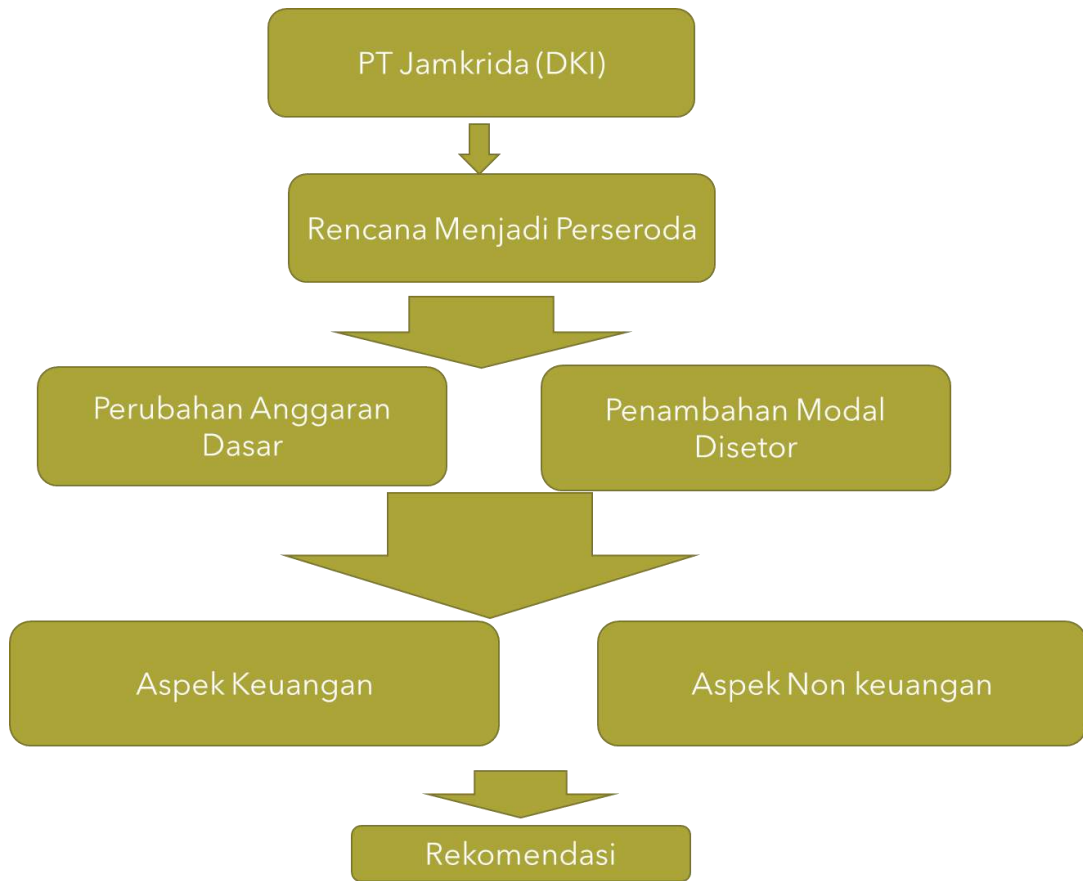 PT Jamkrida (DKI)
Rencana Menjadi Perseroda
Perubahan Anggaran
Dasar
Penambahan Modal
Disetor
Aspek Keuangan
Aspek Non keuangan
Rekomendasi